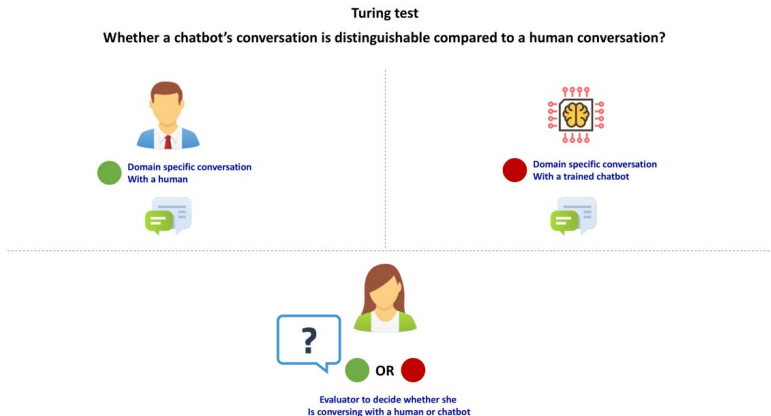 Turing test
Whether a chatbot's conversation is distinguishable compared to a human conversation?
Domain specific conversation
With a human
Domain specific conversation
With a trained chatbot
?
OR
Evaluator to decide whether she
Is conversing with a human or chatbot